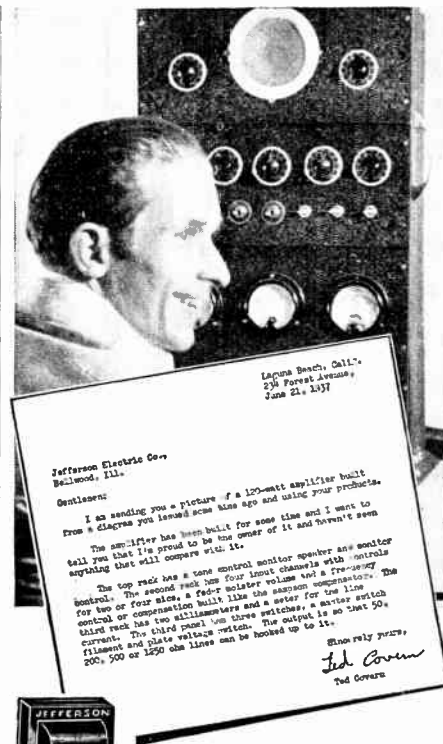 Laguna Beach, Calif.
234 Forest Avenue,
June 21, 1937
Jefferson Electric Co.,
Bellwood, Ill.
Gentlemen:
I am sending you a picture of a 120-watt amplifier built
from a diagram you issued some time ago and using your products.
The amplifier has been built for some time and I want to
tell you that I'm proud to be the owner of it and haven't seen
anything that will compare with it.
The top rack has a tone control monitor speaker and monitor
control. The second rack has four input channels with controls
for two or four mics, a master volume and a frequency
control or compensation built like the compensator. The
third rack has two milliammeters and a meter for the line
current. The third panel has three switches, a master switch
filament and plate voltage switch. The output is so that 50,
200, 500 or 1250 ohm lines can be hooked up to it.
Sincerely yours,
Ted Covern
Ted Covern
JEFFERSON